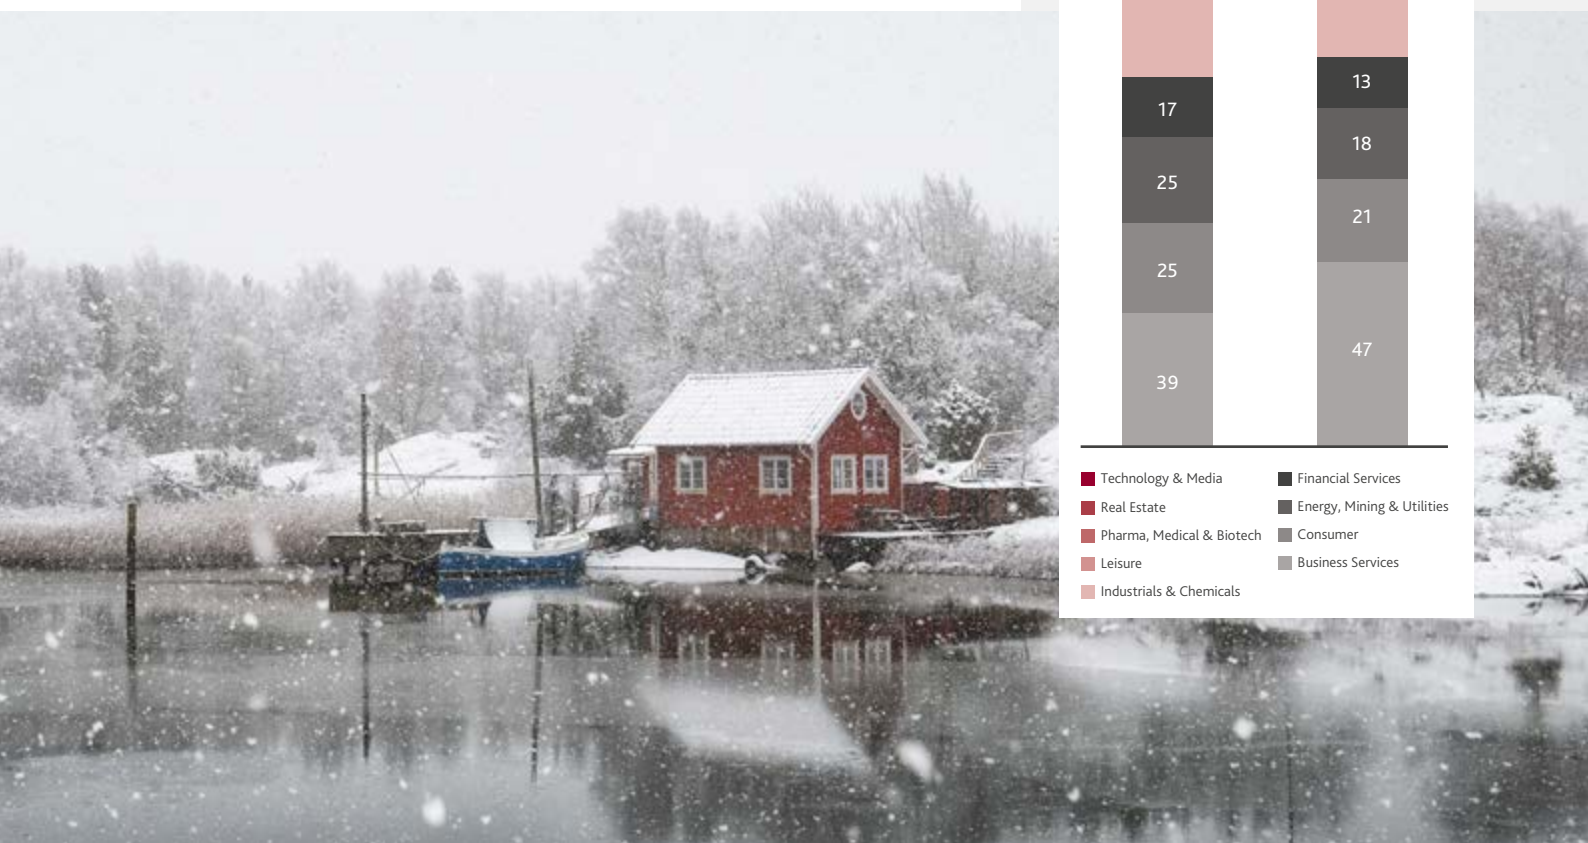 17
25
25
39
13
18
21
47
Technology & Media
Real Estate
Pharma, Medical & Biotech
Leisure
Industrials & Chemicals
Financial Services
Energy, Mining & Utilities
Consumer
Business Services